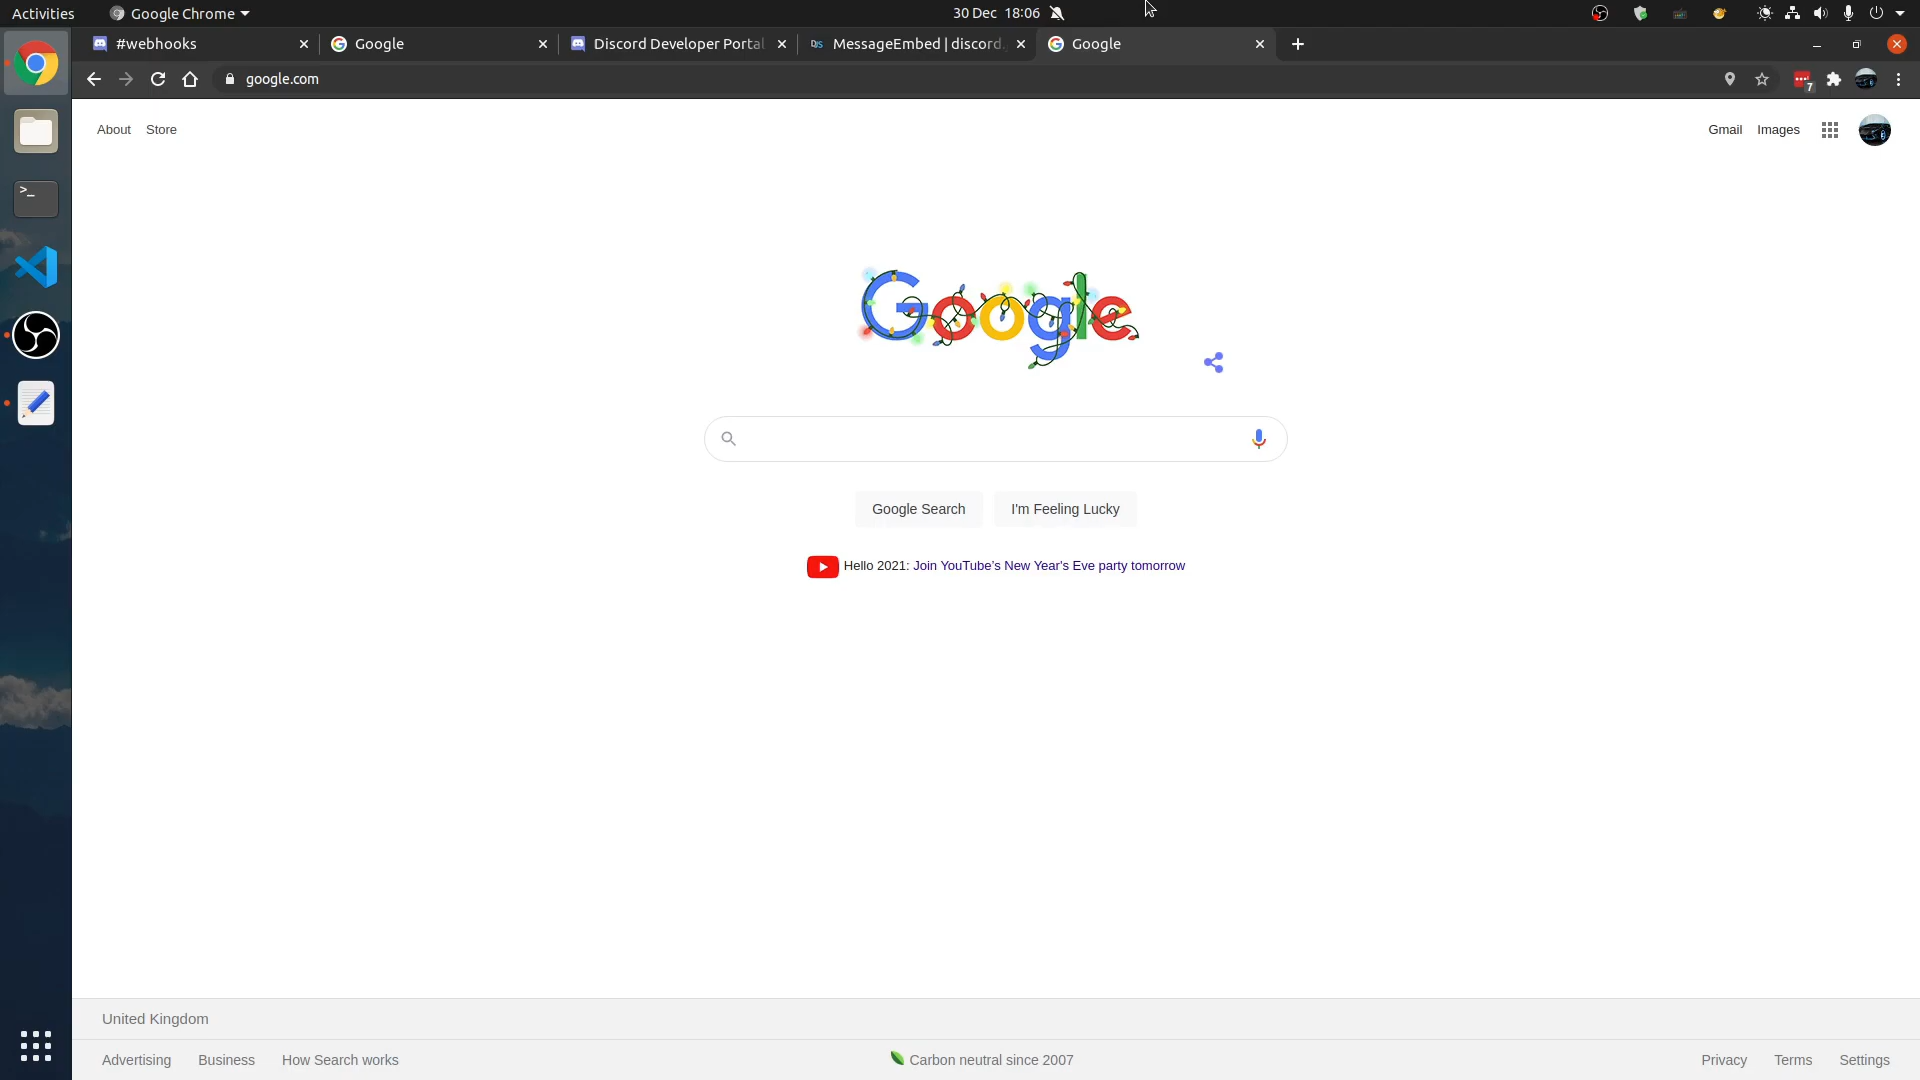 Activities
Google Chrome
30 Dec 18:06
#webhooks
Google
Discord Developer Portal
MessageEmbed | discord.
Google
google.com
7
About
Store
Gmail
Images
Google
Google Search
I'm Feeling Lucky
Hello 2021: Join YouTube's New Year's Eve party tomorrow
United Kingdom
Advertising
Business
How Search works
Carbon neutral since 2007
Privacy
Terms
Settings